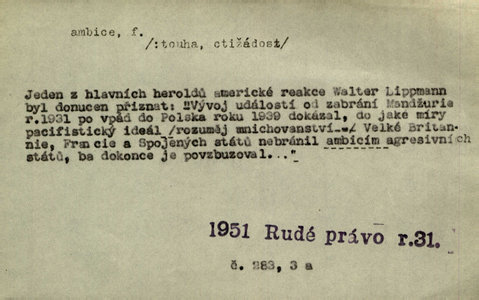 ambice, f.
/:touha, ctižádost/
Jeden z hlavních heroldů americké reakce Walter Lippmann
byl donucen přiznat: "Vývoj událostí od zabrání Mandžurie
r.1931 po vpád do Polska roku 1939 dokázal, do jaké míry
pacifistický ideál /rozuměj mnichovanství -./ Velké Britan-
nie, Francie a Spojených států nebránil ambicím agresivních
států, ba dokonce je povzbuzoval..."
1951 Rudé právo r.31.
č. 283, 3 a